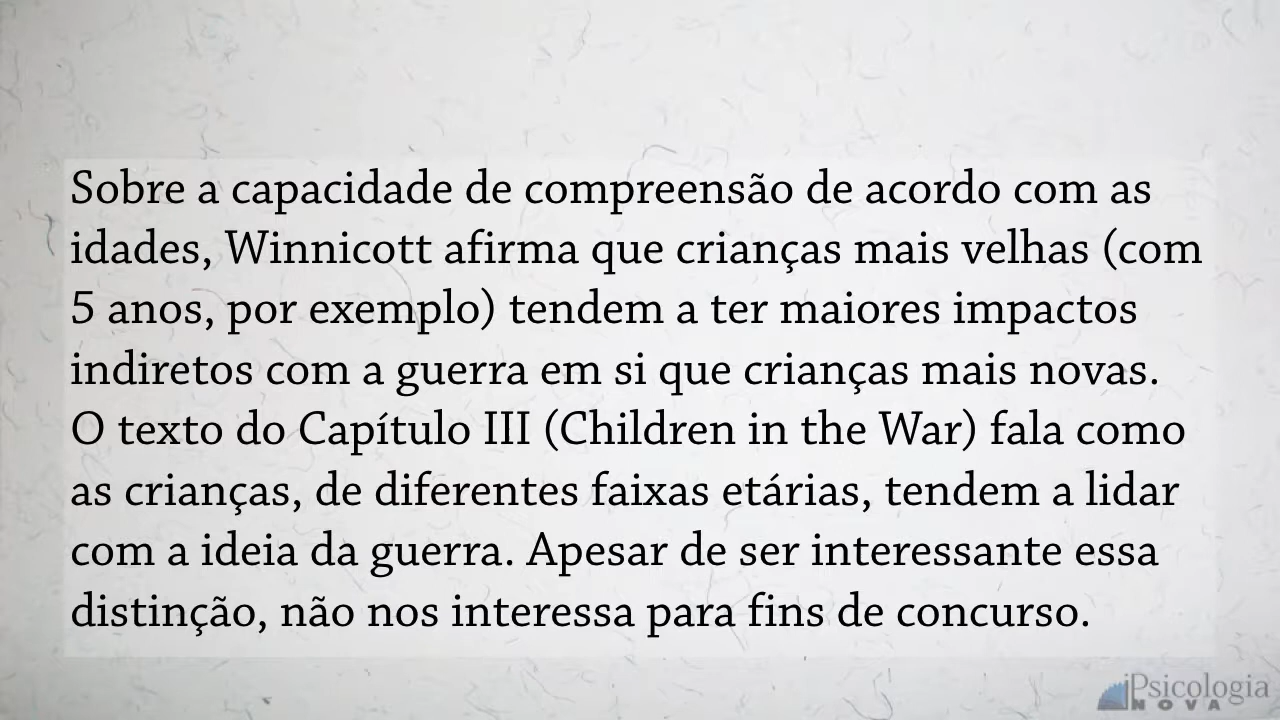 Sobre a capacidade de compreensão de acordo com as
idades, Winnicott afirma que crianças mais velhas (com
5 anos, por exemplo) tendem a ter maiores impactos
indiretos com a guerra em si que crianças mais novas.
O texto do Capítulo III (Children in the War) fala como
as crianças, de diferentes faixas etárias, tendem a lidar
com a ideia da guerra. Apesar de ser interessante essa
distinção, não nos interessa para fins de concurso.
Psicologia
NOVA